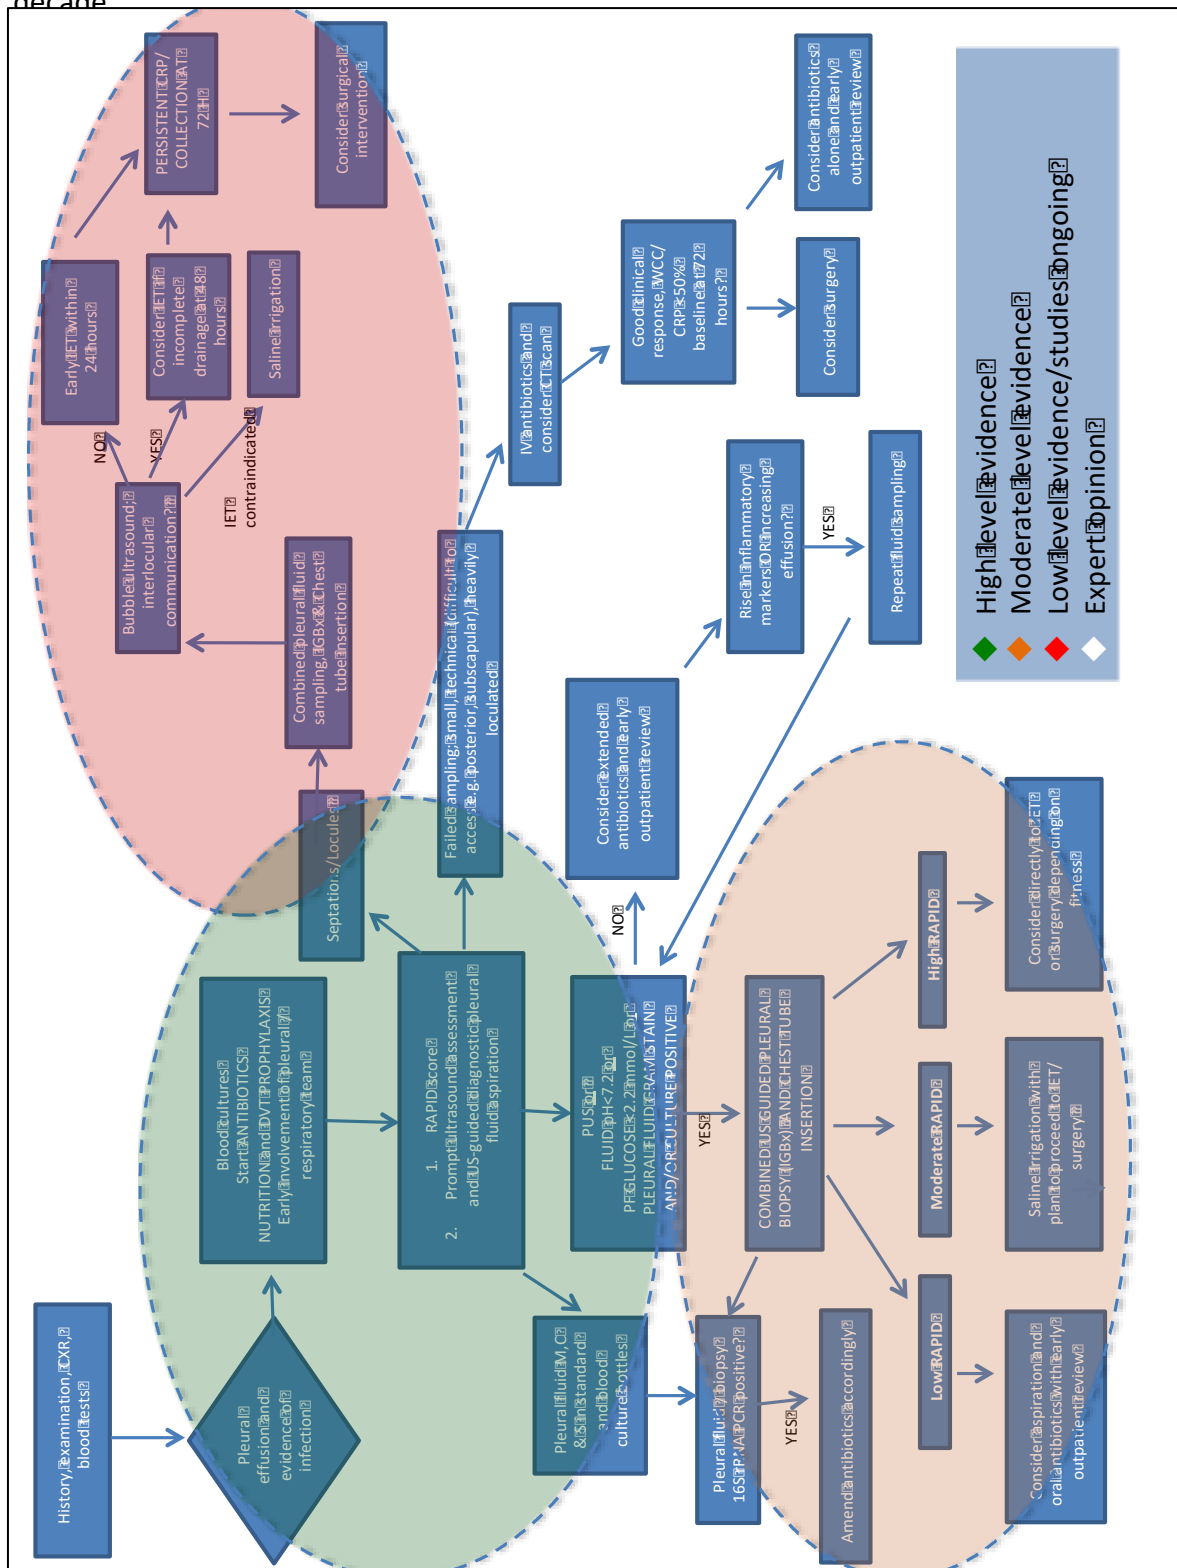 decade
History, examination, CXR,
blood tests
Pleural
effusion and
evidence of
infection
Blood cultures
Start ANTIBIOTICS
NUTRITION and DVT PROPHYLAXIS
Early involvement of pleural/
respiratory team
1. RAPID score
2. Prompt ultrasound assessment
and US-guided diagnostic pleural
fluid aspiration
Septations/Locules
Combined pleural fluid
sampling, IGBx & Chest
tube insertion
Bubble ultrasound;
interlocular
communication?
NO
YES
IET
contraindicated
Early IET within
24 hours
Consider IET if
incomplete
drainage at 48
hours
Saline irrigation
PERSISTENT CRP/
COLLECTION AT
72 H
Consider surgical
intervention
Failed sampling; small, technical (difficult to
access e.g. posterior, subscapular), heavily
loculated
IV antibiotics and
consider CT scan
Good clinical
response, WCC/
CRP <50%
baseline at 72
hours?
Consider surgery
Consider antibiotics
alone and early
outpatient review
Pleural fluid M,C
& S in standard
and blood
culture bottles
PUS or
FLUID pH<7.2 or
PF GLUCOSE <2.2 mmol/L or
PLEURAL FLUID GRAM STAIN
AND/OR CULTURE POSITIVE
NO
Consider extended
antibiotics and early
outpatient review
Rise in inflammatory
markers OR increasing
effusion?
YES
Repeat fluid sampling
YES
Pleural fluid / biopsy
16S rRNA PCR positive?
YES
Amend antibiotics accordingly
COMBINED US GUIDED PLEURAL
BIOPSY (IGBx) AND CHEST TUBE
INSERTION
Low RAPID
Moderate RAPID
High RAPID
Consider aspiration and
oral antibiotics with early
outpatient review
Saline Irrigation with
plan to proceed to IET/
surgery
Consider directly to IET
or surgery depending on
fitness
High level evidence
Moderate level evidence
Low level evidence/studies ongoing
Expert opinion